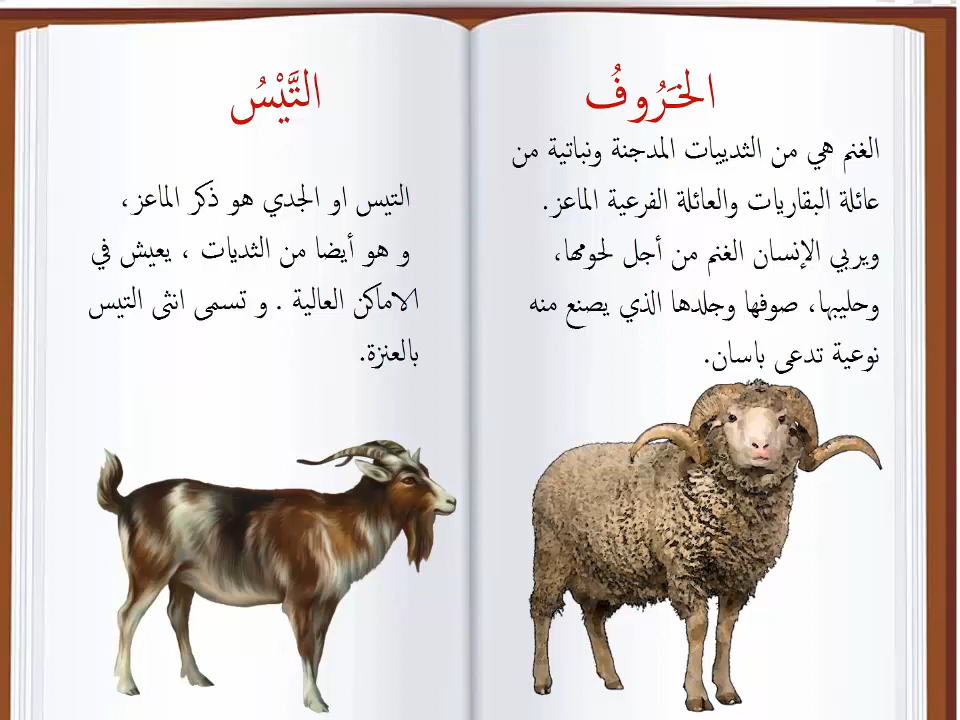 الخَرُوفُ
الغنم هي من الثدييات المدجنة ونباتية من
عائلة البقاريات والعائلة الفرعية الماعز.
ويربي الإنسان الغنم من أجل لحومها،
وحليبها، صوفها وجلدها الذي يصنع منه
نوعية تدعى باسان.
التَّيْسُ
التيس او الجدي هو ذكر الماعز،
و هو أيضا من الثديات ، يعيش في
الاماكن العالية . و تسمى انثى التيس
بالعنزة.